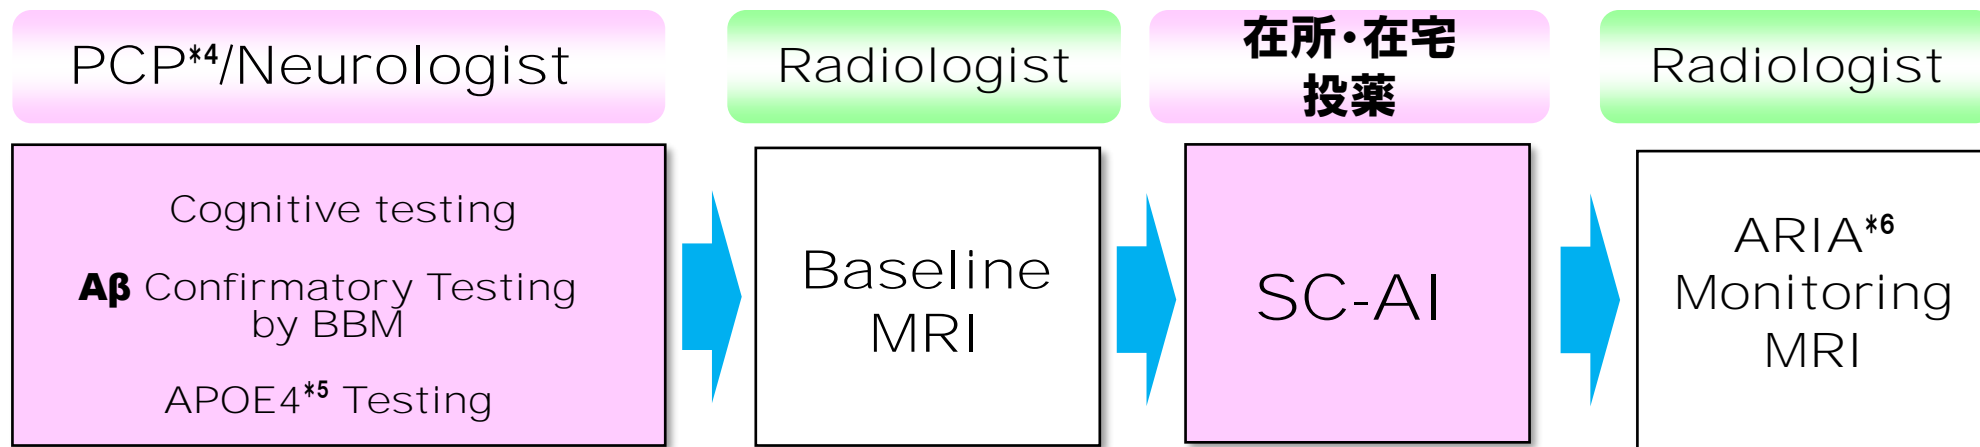 PCP*4/Neurologist
Radiologist
在所・在宅
投薬
Radiologist
Cognitive testing
Aβ Confirmatory Testing
by BBM
APOE4*5 Testing
Baseline
MRI
SC-AI
ARIA*6
Monitoring
MRI